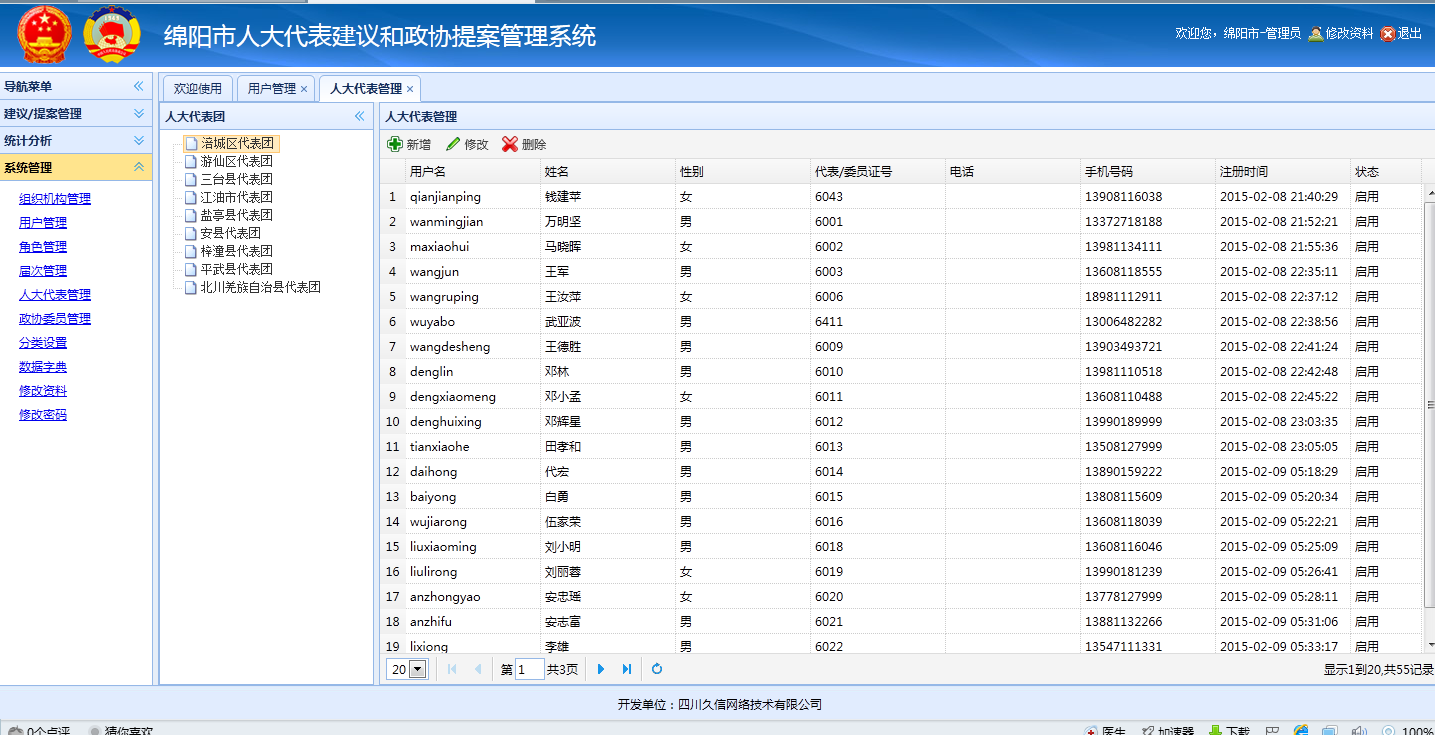 绵阳市人大代表建议和政协提案管理系统
欢迎您，绵阳市-管理员 修改资料 退出
导航菜单
建议/提案管理
统计分析
系统管理
组织机构管理
用户管理
角色管理
届次管理
人大代表管理
政协委员管理
分类设置
数据字典
修改资料
修改密码
欢迎使用 用户管理 人大代表管理
人大代表团
涪城区代表团
游仙区代表团
三台县代表团
江油市代表团
盐亭县代表团
安县代表团
梓潼县代表团
平武县代表团
北川羌族自治县代表团
人大代表管理
新增 修改 删除
用户名 姓名 性别 代表/委员证号 电话 手机号码 注册时间 状态
1 qianjianping 钱建苹 女 6043 13908116038 2015-02-08 21:40:29 启用
2 wanmingjian 万明坚 男 6001 13372718188 2015-02-08 21:52:21 启用
3 maxiaohui 马晓晖 女 6002 13981134111 2015-02-08 21:55:36 启用
4 wangjun 王军 男 6003 13608118555 2015-02-08 22:35:11 启用
5 wangruping 王汝萍 女 6006 18981112911 2015-02-08 22:37:12 启用
6 wuyabo 武亚波 男 6411 13006482282 2015-02-08 22:38:56 启用
7 wangdesheng 王德胜 男 6009 13903493721 2015-02-08 22:41:24 启用
8 denglin 邓林 男 6010 13981110518 2015-02-08 22:42:48 启用
9 dengxiaomeng 邓小孟 女 6011 13608110488 2015-02-08 22:45:22 启用
10 denghuixing 邓辉星 男 6012 13990189999 2015-02-08 23:03:35 启用
11 tianxiaohe 田孝和 男 6013 13508127999 2015-02-08 23:05:05 启用
12 daihong 代宏 男 6014 13890159222 2015-02-09 05:18:29 启用
13 baiyong 白勇 男 6015 13808115609 2015-02-09 05:20:34 启用
14 wujiarong 伍家荣 男 6016 13608118039 2015-02-09 05:22:21 启用
15 liuxiaoming 刘小明 男 6018 13608116046 2015-02-09 05:25:09 启用
16 liulirong 刘丽蓉 女 6019 13990181239 2015-02-09 05:26:41 启用
17 anzhongyao 安忠瑶 女 6020 13778127999 2015-02-09 05:28:11 启用
18 anzhifu 安志富 男 6021 13881132266 2015-02-09 05:31:06 启用
19 lixiong 李雄 男 6022 13547111331 2015-02-09 05:33:17 启用
20 第 1 共3页 显示1到20,共55记录
开发单位：四川久信网络技术有限公司
0个点评 猜你喜欢 医生 加速器 下载 100%